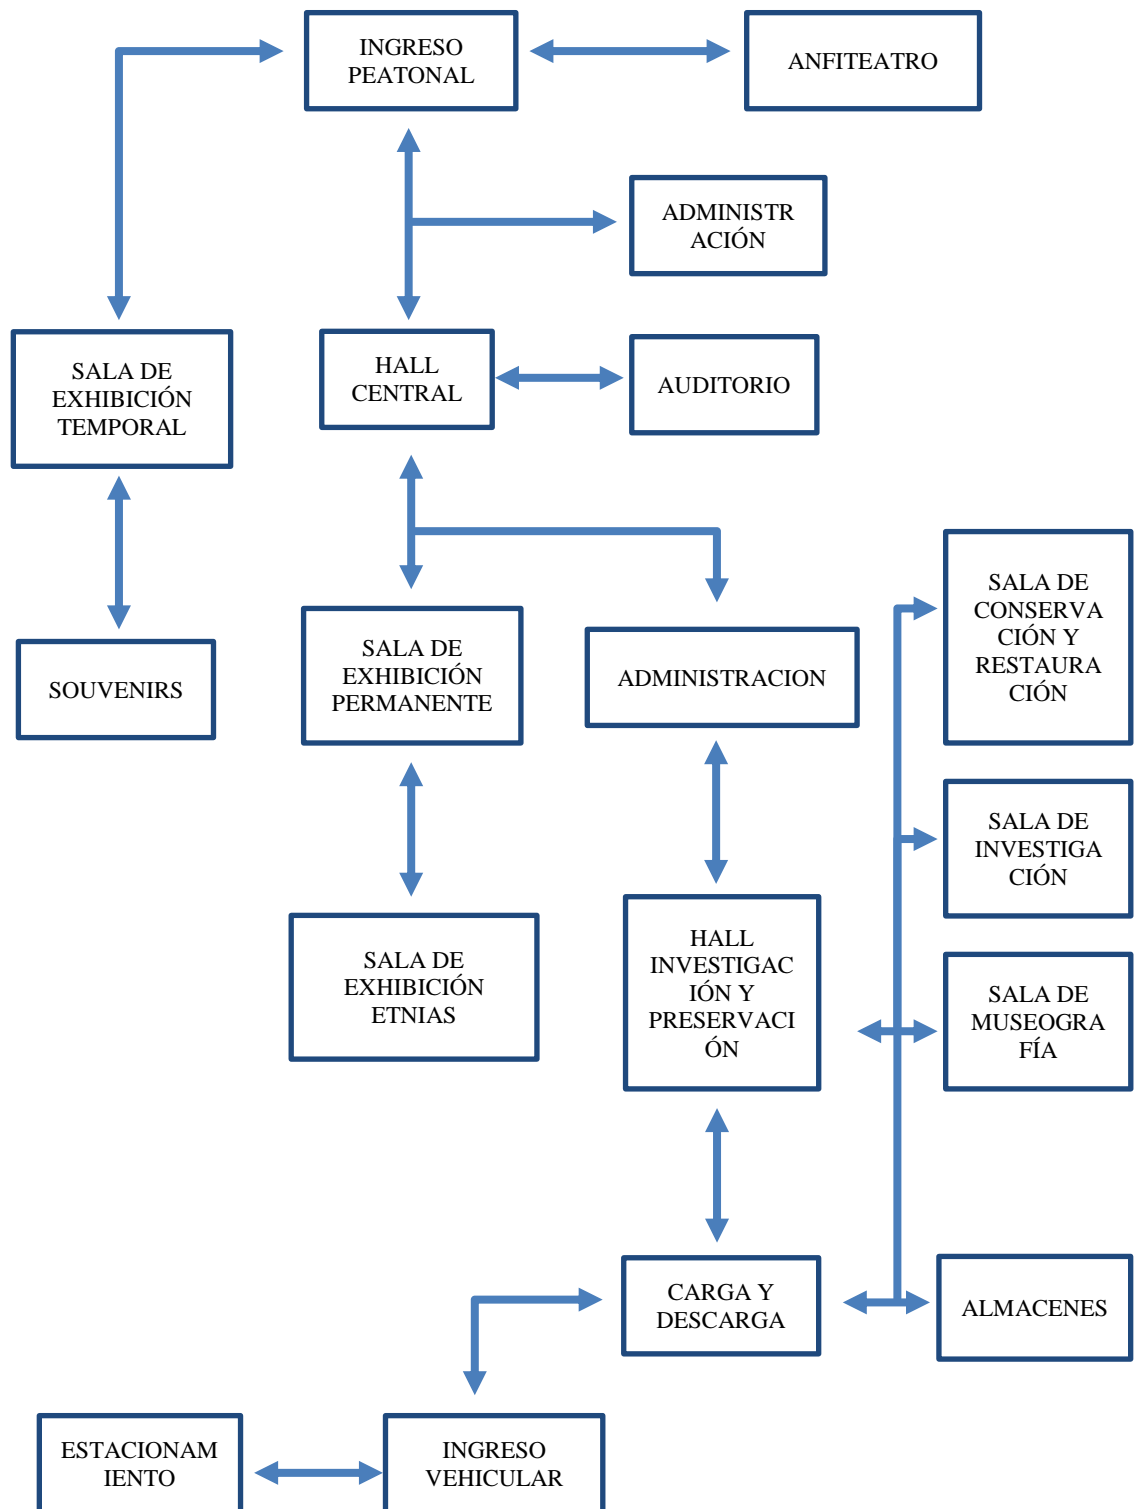 INGRESO
PEATONAL
ANFITEATRO
ADMINISTR
ACIÓN
SALA DE
EXHIBICIÓN
TEMPORAL
HALL
CENTRAL
AUDITORIO
SOUVENIRS
SALA DE
EXHIBICIÓN
PERMANENTE
ADMINISTRACION
SALA DE
CONSERVA
CIÓN Y
RESTAURA
CIÓN
SALA DE
INVESTIGA
CIÓN
SALA DE
EXHIBICIÓN
ETNIAS
HALL
INVESTIGAC
IÓN Y
PRESERVACI
ÓN
SALA DE
MUSEOGRA
FÍA
CARGA Y
DESCARGA
ALMACENES
ESTACIONAM
IENTO
INGRESO
VEHICULAR